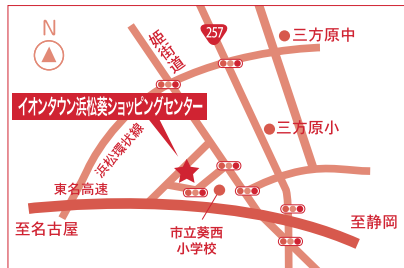 N
257
三方原中
姫街道
イオンタウン浜松葵ショッピングセンター
三方原小
浜松環状線
東名高速
至名古屋
至静岡
市立葵西
小学校